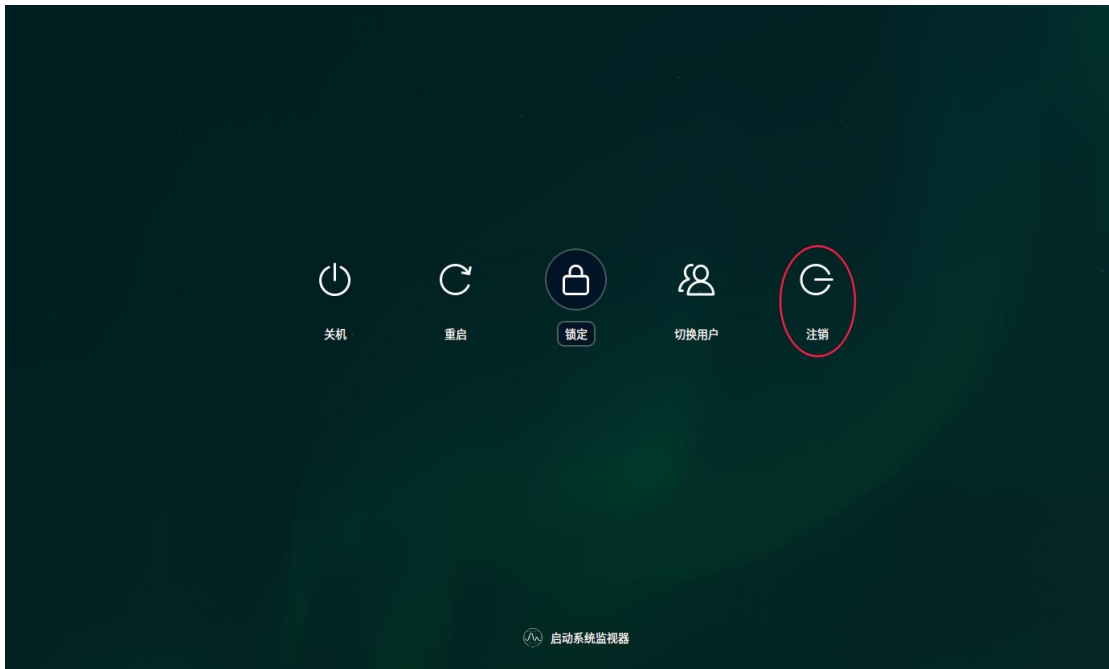 关机
重启
锁定
切换用户
注销
启动系统监视器